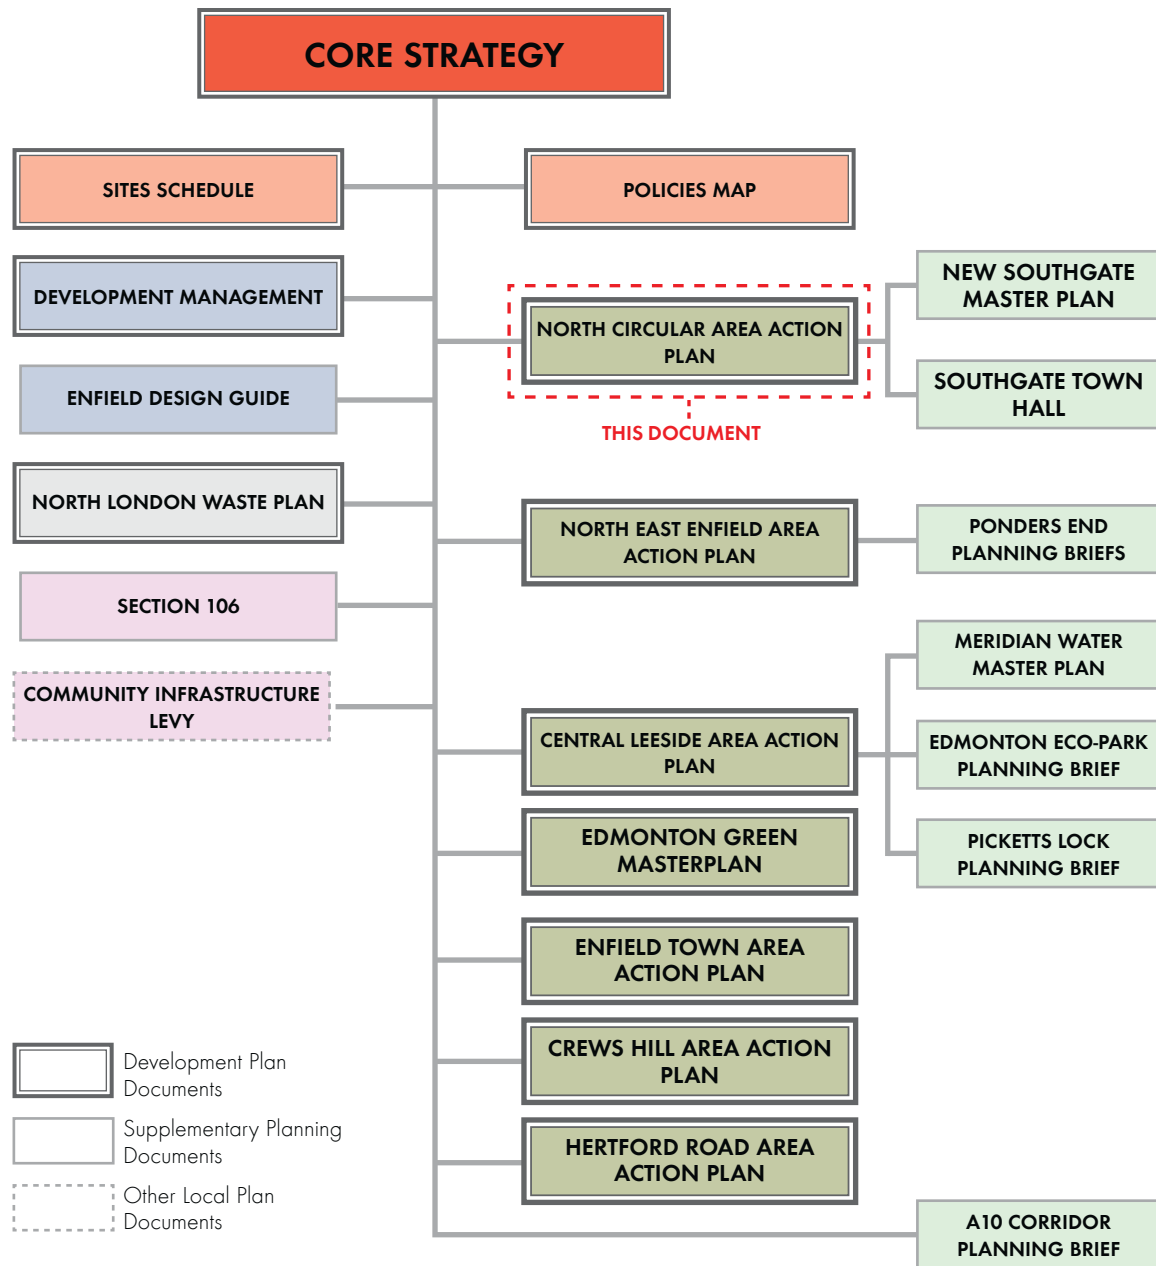 CORE STRATEGY
SITES SCHEDULE
POLICIES MAP
DEVELOPMENT MANAGEMENT
NORTH CIRCULAR AREA ACTION
PLAN
THIS DOCUMENT
NEW SOUTHGATE
MASTER PLAN
SOUTHGATE TOWN
HALL
ENFIELD DESIGN GUIDE
NORTH LONDON WASTE PLAN
NORTH EAST ENFIELD AREA
ACTION PLAN
PONDERS END
PLANNING BRIEFS
SECTION 106
COMMUNITY INFRASTRUCTURE
LEVY
CENTRAL LEESIDE AREA ACTION
PLAN
MERIDIAN WATER
MASTER PLAN
EDMONTON ECO-PARK
PLANNING BRIEF
PICKETTS LOCK
PLANNING BRIEF
EDMONTON GREEN
MASTERPLAN
ENFIELD TOWN AREA
ACTION PLAN
CREWS HILL AREA ACTION
PLAN
HERTFORD ROAD AREA
ACTION PLAN
A10 CORRIDOR
PLANNING BRIEF
Development Plan
Documents
Supplementary Planning
Documents
Other Local Plan
Documents